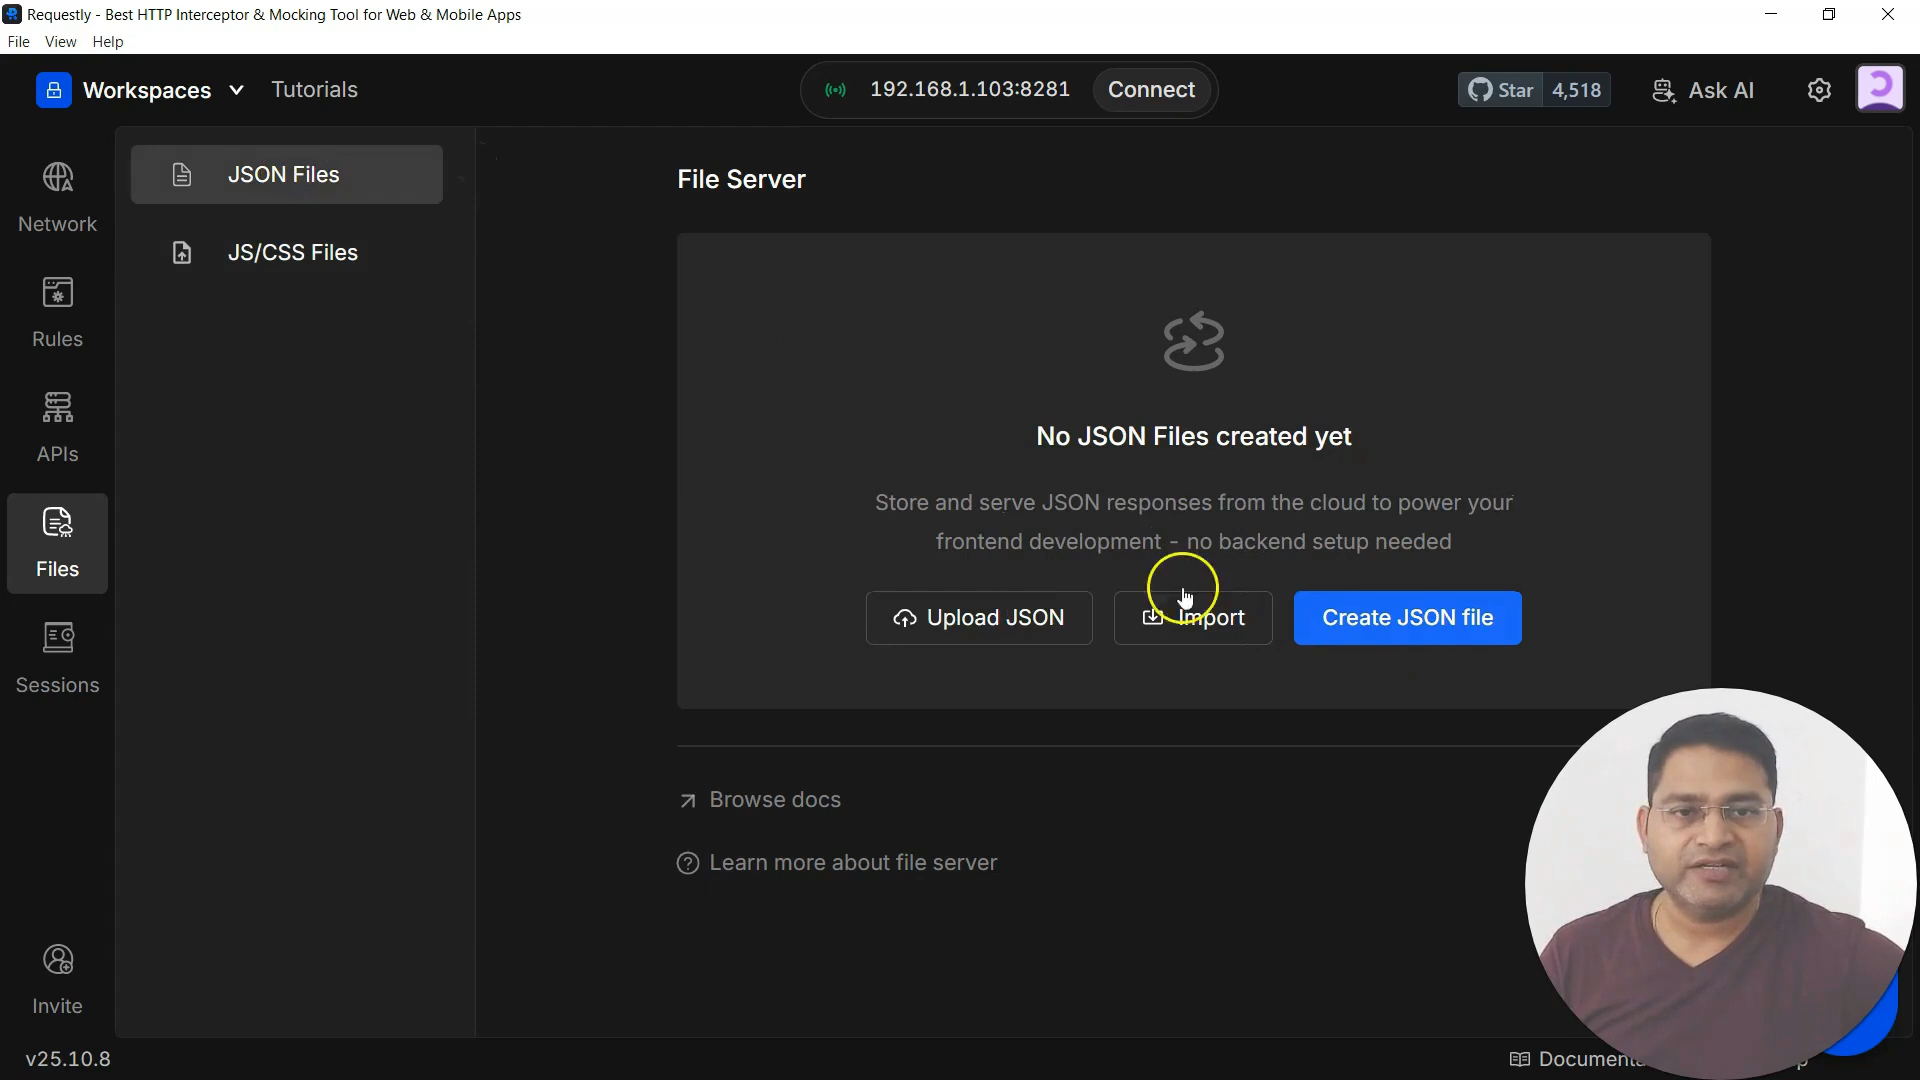 Requestly - Best HTTP Interceptor & Mocking Tool for Web & Mobile Apps
File View Help
Workspaces Tutorials 192.168.1.103:8281 Connect Star 4,518 Ask AI
JSON Files
JS/CSS Files
Network
Rules
APIs
Files
Sessions
Invite
File Server
No JSON Files created yet
Store and serve JSON responses from the cloud to power your
frontend development - no backend setup needed
Upload JSON Import Create JSON file
Browse docs
Learn more about file server
v25.10.8